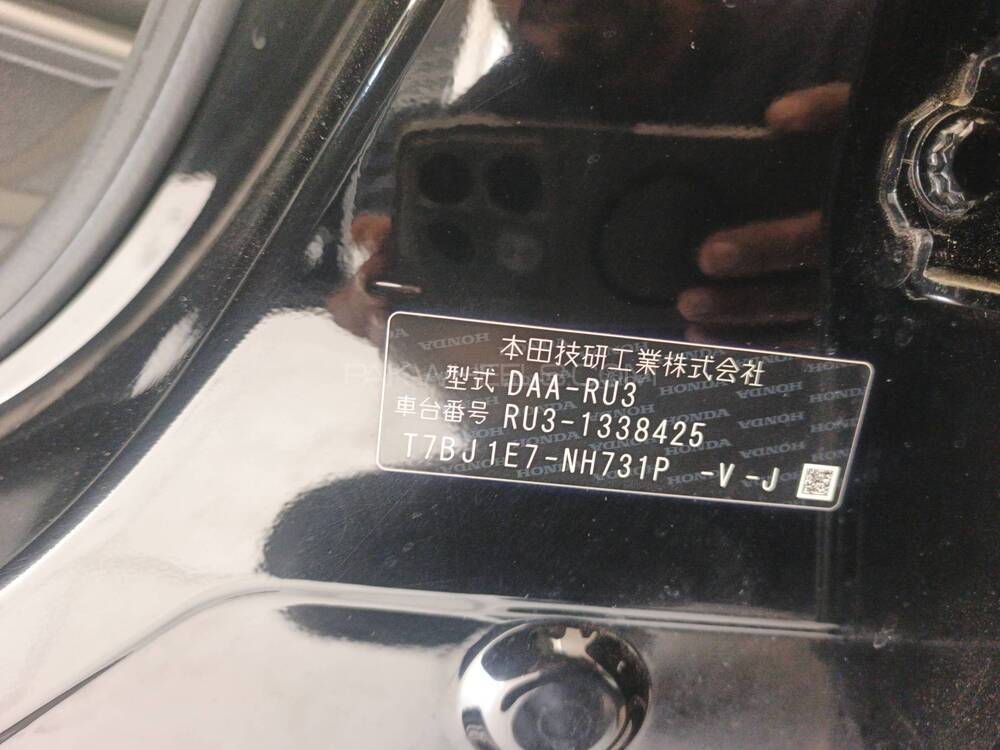 本田技研工業株式会社
型式 DAA-RU3
車台番号 RU3-1338425
T7BJ1E7-NH731P -V-J